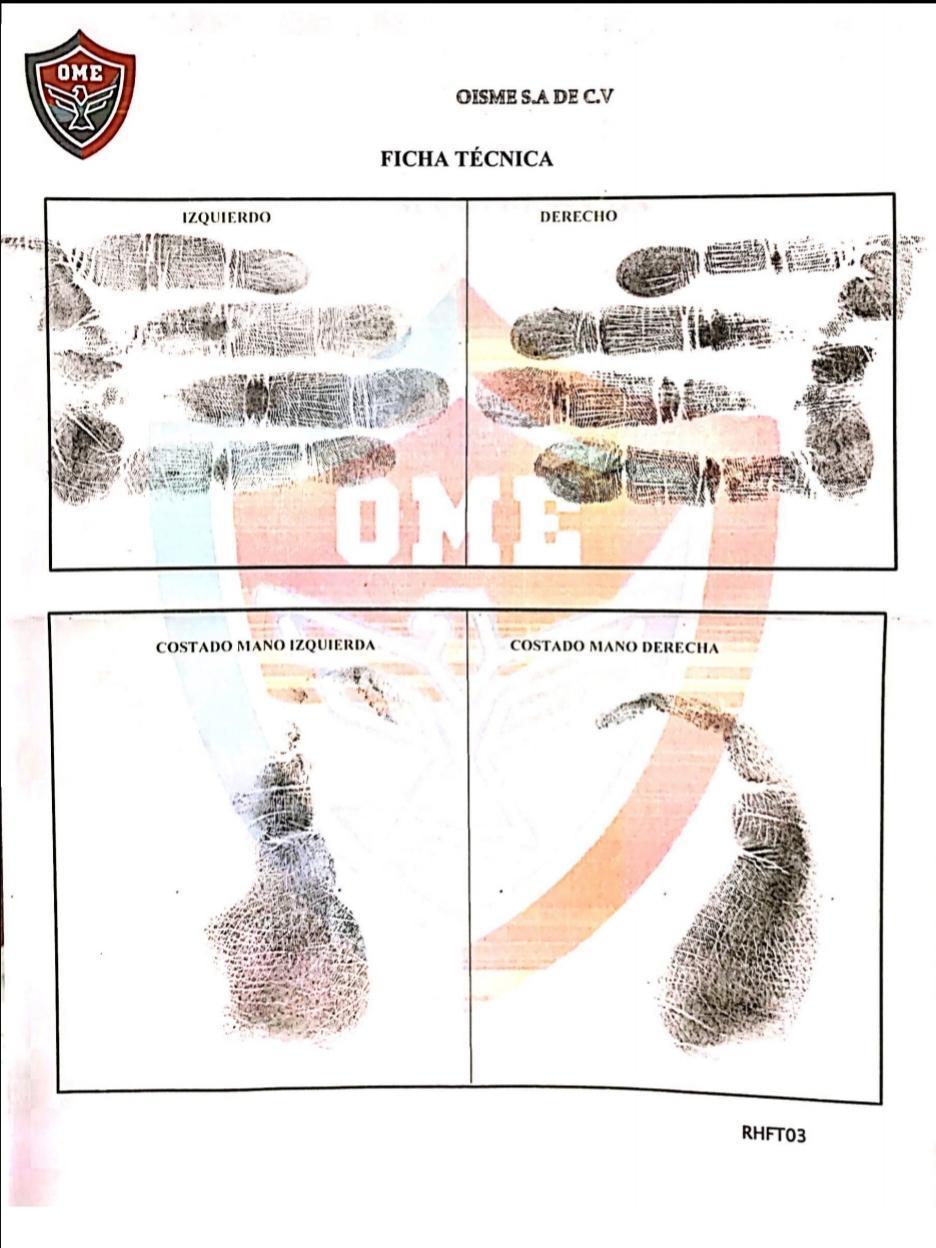 OME
OISME S.A DE C.V
FICHA TÉCNICA
IZQUIERDO
DERECHO
OME
COSTADO MANO IZQUIERDA
COSTADO MANO DERECHA
RHFT03